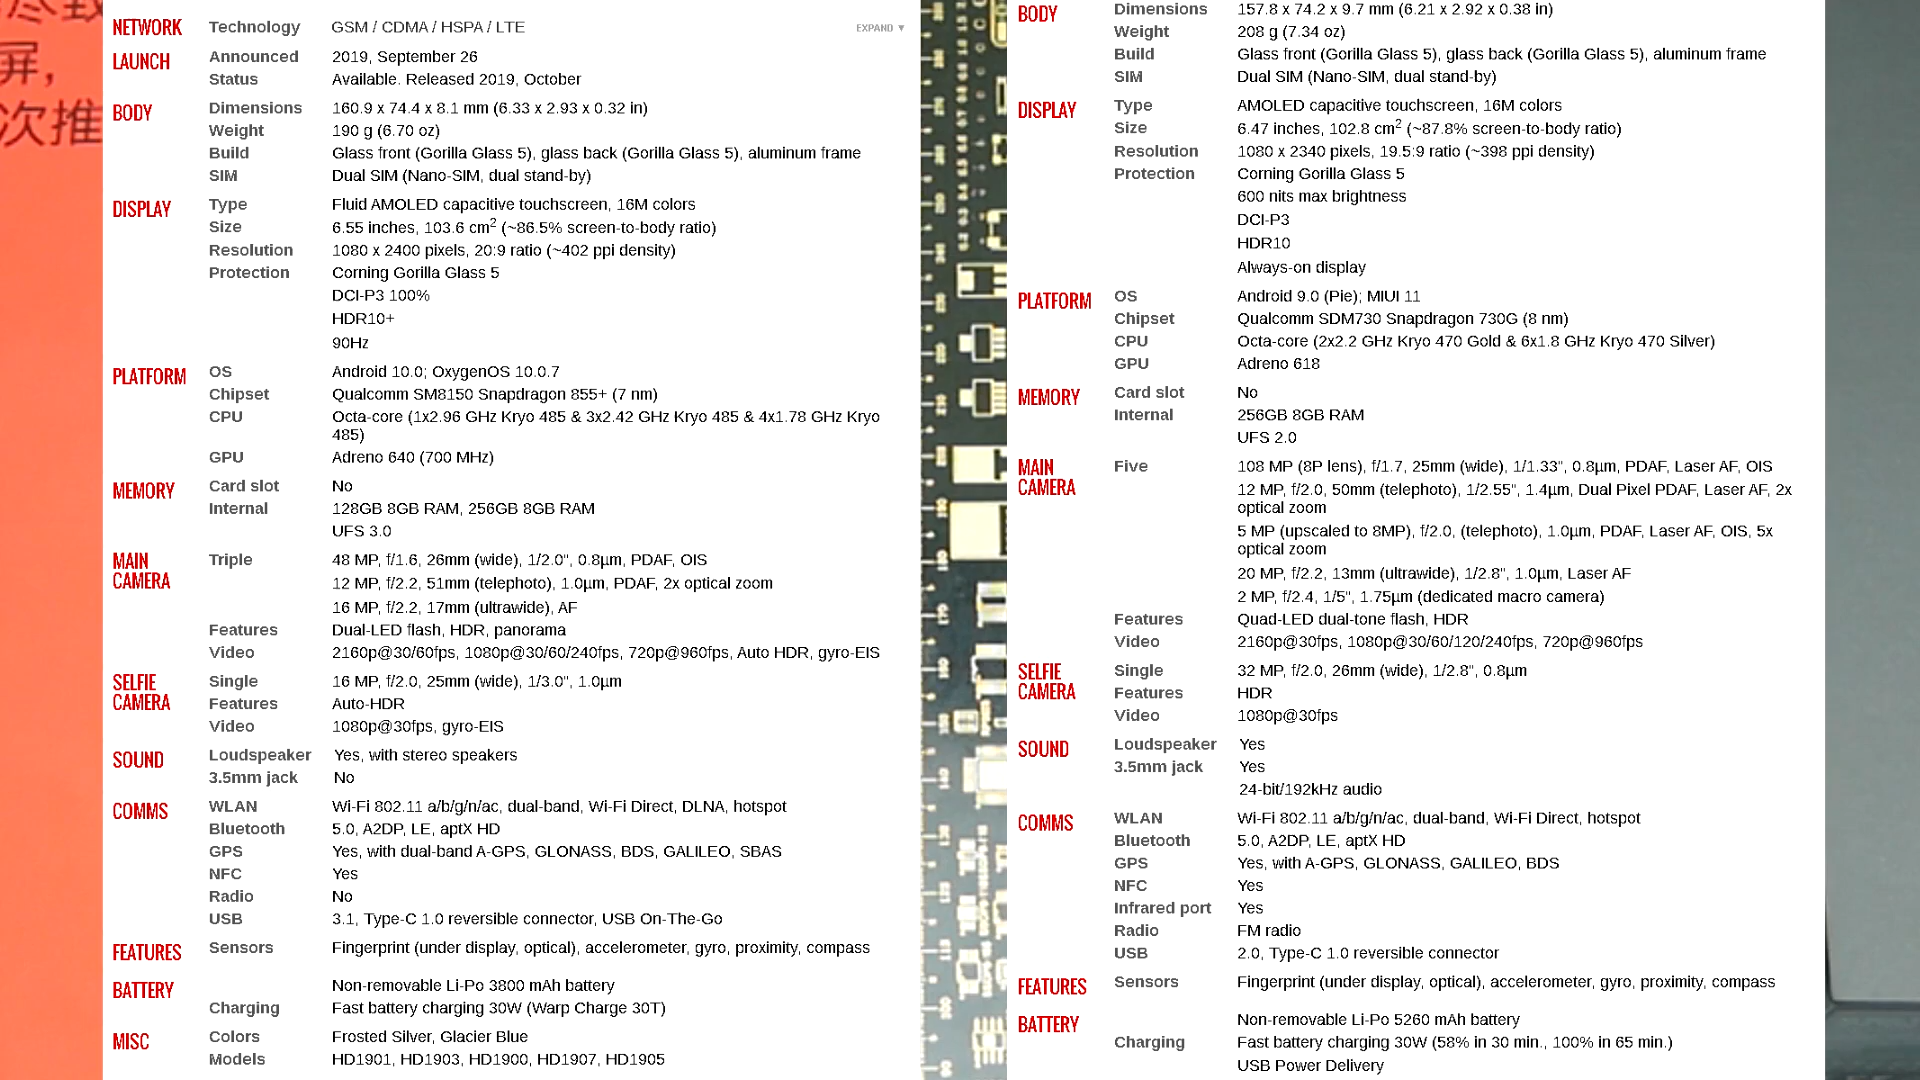 尽致
屏,
次推
NETWORK Technology GSM / CDMA / HSPA / LTE EXPAND ▼
LAUNCH Announced 2019, September 26
Status Available. Released 2019, October
BODY Dimensions 160.9 x 74.4 x 8.1 mm (6.33 x 2.93 x 0.32 in)
Weight 190 g (6.70 oz)
Build Glass front (Gorilla Glass 5), glass back (Gorilla Glass 5), aluminum frame
SIM Dual SIM (Nano-SIM, dual stand-by)
DISPLAY Type Fluid AMOLED capacitive touchscreen, 16M colors
Size 6.55 inches, 103.6 cm2 (~86.5% screen-to-body ratio)
Resolution 1080 x 2400 pixels, 20:9 ratio (~402 ppi density)
Protection Corning Gorilla Glass 5
DCI-P3 100%
HDR10+
90Hz
PLATFORM OS Android 10.0; OxygenOS 10.0.7
Chipset Qualcomm SM8150 Snapdragon 855+ (7 nm)
CPU Octa-core (1x2.96 GHz Kryo 485 & 3x2.42 GHz Kryo 485 & 4x1.78 GHz Kryo
485)
GPU Adreno 640 (700 MHz)
MEMORY Card slot No
Internal 128GB 8GB RAM, 256GB 8GB RAM
UFS 3.0
MAIN CAMERA Triple 48 MP, f/1.6, 26mm (wide), 1/2.0", 0.8µm, PDAF, OIS
12 MP, f/2.2, 51mm (telephoto), 1.0µm, PDAF, 2x optical zoom
16 MP, f/2.2, 17mm (ultrawide), AF
Features Dual-LED flash, HDR, panorama
Video 2160p@30/60fps, 1080p@30/60/240fps, 720p@960fps, Auto HDR, gyro-EIS
SELFIE CAMERA Single 16 MP, f/2.0, 25mm (wide), 1/3.0", 1.0µm
Features Auto-HDR
Video 1080p@30fps, gyro-EIS
SOUND Loudspeaker Yes, with stereo speakers
3.5mm jack No
COMMS WLAN Wi-Fi 802.11 a/b/g/n/ac, dual-band, Wi-Fi Direct, DLNA, hotspot
Bluetooth 5.0, A2DP, LE, aptX HD
GPS Yes, with dual-band A-GPS, GLONASS, BDS, GALILEO, SBAS
NFC Yes
Radio No
USB 3.1, Type-C 1.0 reversible connector, USB On-The-Go
FEATURES Sensors Fingerprint (under display, optical), accelerometer, gyro, proximity, compass
BATTERY Non-removable Li-Po 3800 mAh battery
Charging Fast battery charging 30W (Warp Charge 30T)
MISC Colors Frosted Silver, Glacier Blue
Models HD1901, HD1903, HD1900, HD1907, HD1905
BODY Dimensions 157.8 x 74.2 x 9.7 mm (6.21 x 2.92 x 0.38 in)
Weight 208 g (7.34 oz)
Build Glass front (Gorilla Glass 5), glass back (Gorilla Glass 5), aluminum frame
SIM Dual SIM (Nano-SIM, dual stand-by)
DISPLAY Type AMOLED capacitive touchscreen, 16M colors
Size 6.47 inches, 102.8 cm2 (~87.8% screen-to-body ratio)
Resolution 1080 x 2340 pixels, 19.5:9 ratio (~398 ppi density)
Protection Corning Gorilla Glass 5
600 nits max brightness
DCI-P3
HDR10
Always-on display
PLATFORM OS Android 9.0 (Pie); MIUI 11
Chipset Qualcomm SDM730 Snapdragon 730G (8 nm)
CPU Octa-core (2x2.2 GHz Kryo 470 Gold & 6x1.8 GHz Kryo 470 Silver)
GPU Adreno 618
MEMORY Card slot No
Internal 256GB 8GB RAM
UFS 2.0
MAIN CAMERA Five 108 MP (8P lens), f/1.7, 25mm (wide), 1/1.33", 0.8µm, PDAF, Laser AF, OIS
12 MP, f/2.0, 50mm (telephoto), 1/2.55", 1.4µm, Dual Pixel PDAF, Laser AF, 2x
optical zoom
5 MP (upscaled to 8MP), f/2.0, (telephoto), 1.0µm, PDAF, Laser AF, OIS, 5x
optical zoom
20 MP, f/2.2, 13mm (ultrawide), 1/2.8", 1.0µm, Laser AF
2 MP, f/2.4, 1/5", 1.75µm (dedicated macro camera)
Features Quad-LED dual-tone flash, HDR
Video 2160p@30fps, 1080p@30/60/120/240fps, 720p@960fps
SELFIE CAMERA Single 32 MP, f/2.0, 26mm (wide), 1/2.8", 0.8µm
Features HDR
Video 1080p@30fps
SOUND Loudspeaker Yes
3.5mm jack Yes
24-bit/192kHz audio
COMMS WLAN Wi-Fi 802.11 a/b/g/n/ac, dual-band, Wi-Fi Direct, hotspot
Bluetooth 5.0, A2DP, LE, aptX HD
GPS Yes, with A-GPS, GLONASS, GALILEO, BDS
NFC Yes
Infrared port Yes
Radio FM radio
USB 2.0, Type-C 1.0 reversible connector
FEATURES Sensors Fingerprint (under display, optical), accelerometer, gyro, proximity, compass
BATTERY Non-removable Li-Po 5260 mAh battery
Charging Fast battery charging 30W (58% in 30 min., 100% in 65 min.)
USB Power Delivery